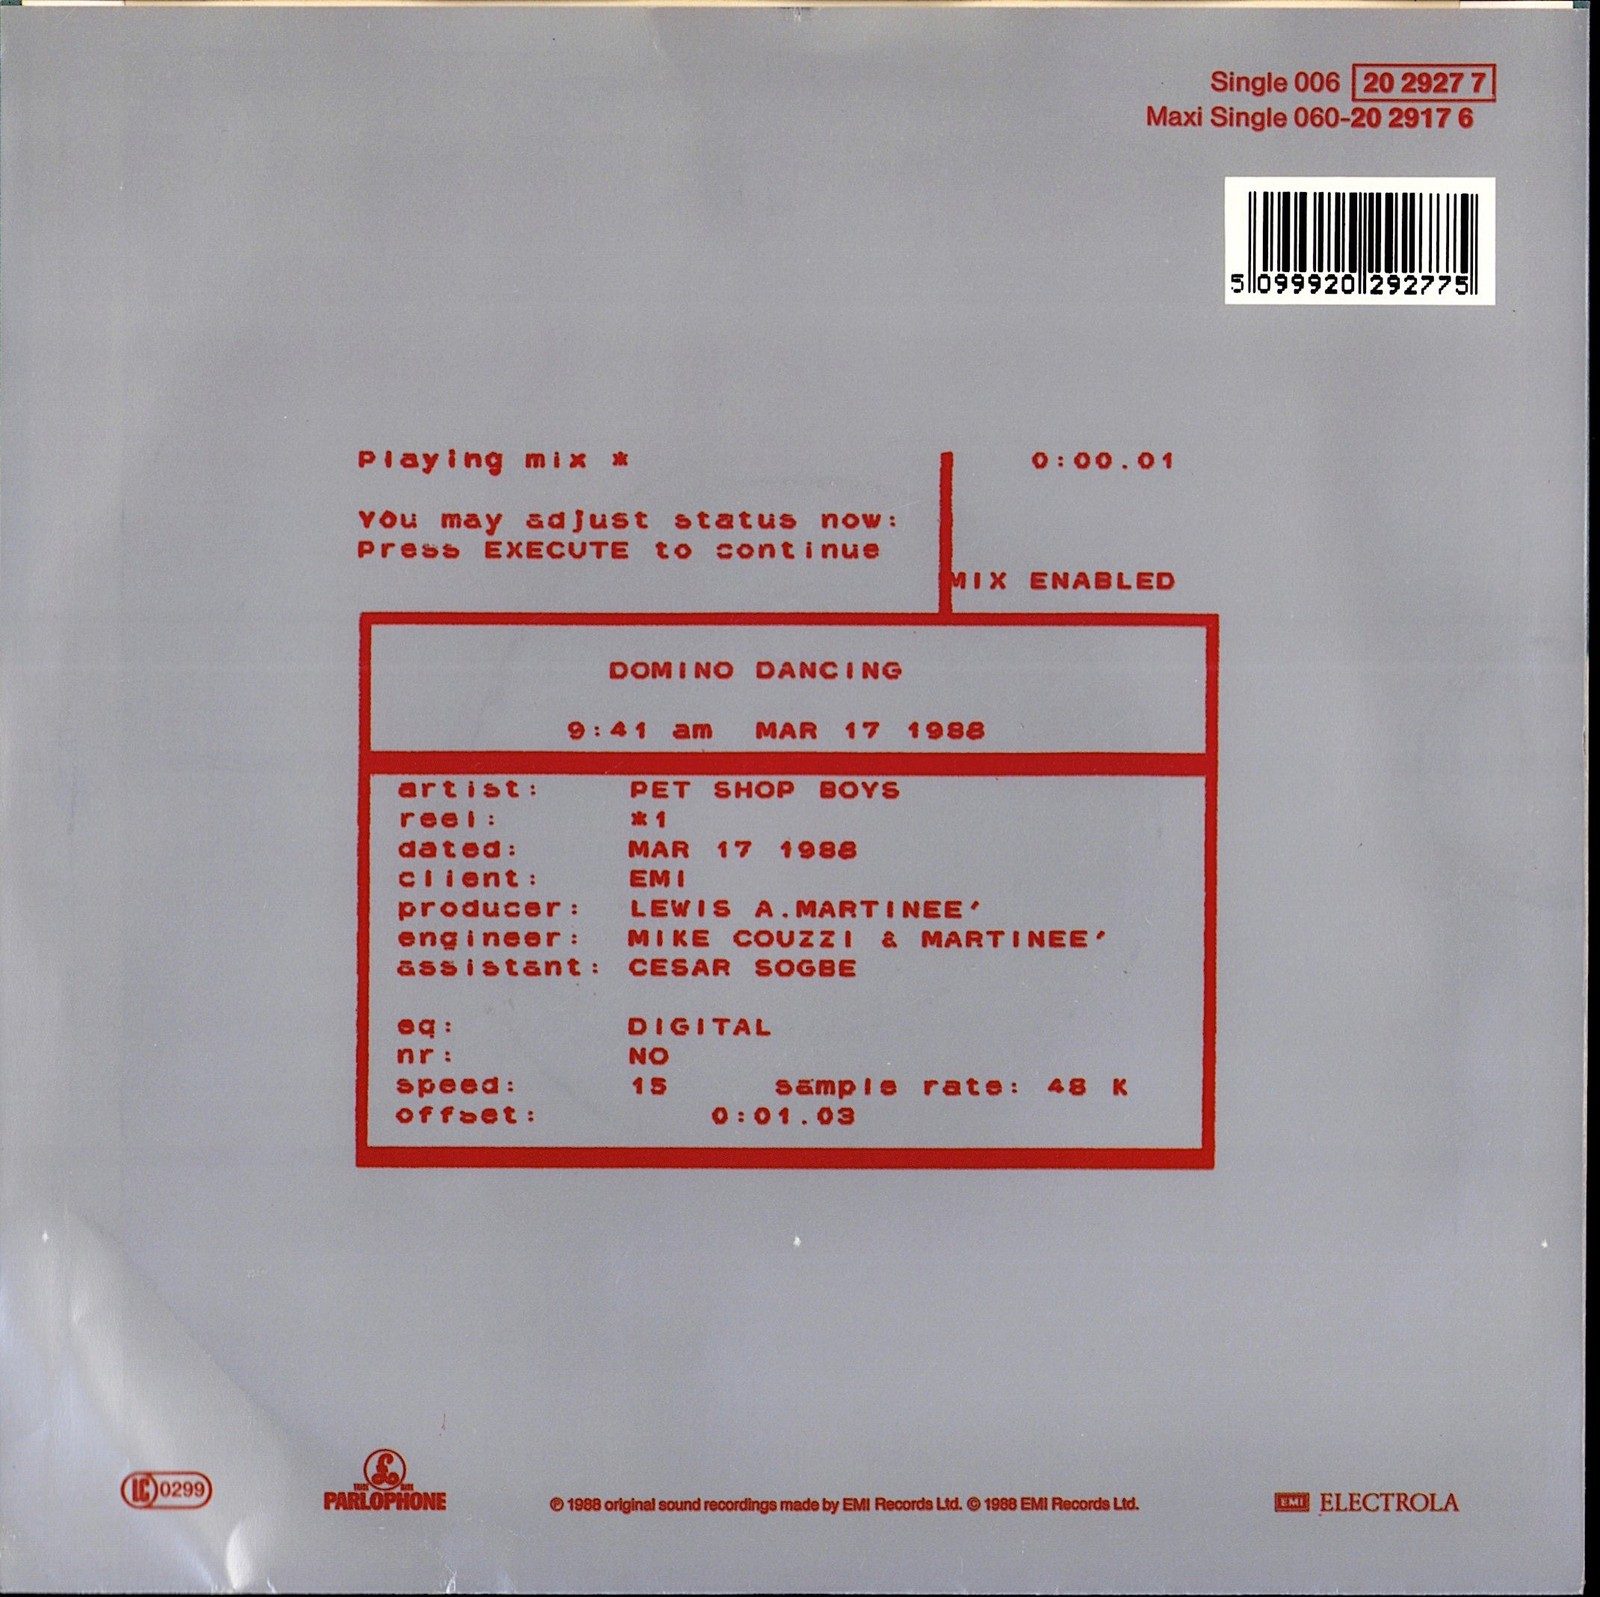 Single 006 20 2927 7
Maxi Single 060-20 2917 6
5 099920 292775
Playing mix * 0:00.01
You may adjust status now:
Press EXECUTE to continue
MIX ENABLED
DOMINO DANCING
9:41 am MAR 17 1988
artist: PET SHOP BOYS
reel: *1
dated: MAR 17 1988
client: EMI
producer: LEWIS A.MARTINEE'
engineer: MIKE COUZZI & MARTINEE'
assistant: CESAR SOGBE
eq: DIGITAL
nr: NO
speed: 15 sample rate: 48 K
offset: 0:01.03
LC 0299
£
PARLOPHONE
℗ 1988 original sound recordings made by EMI Records Ltd. © 1988 EMI Records Ltd.
EMI ELECTROLA